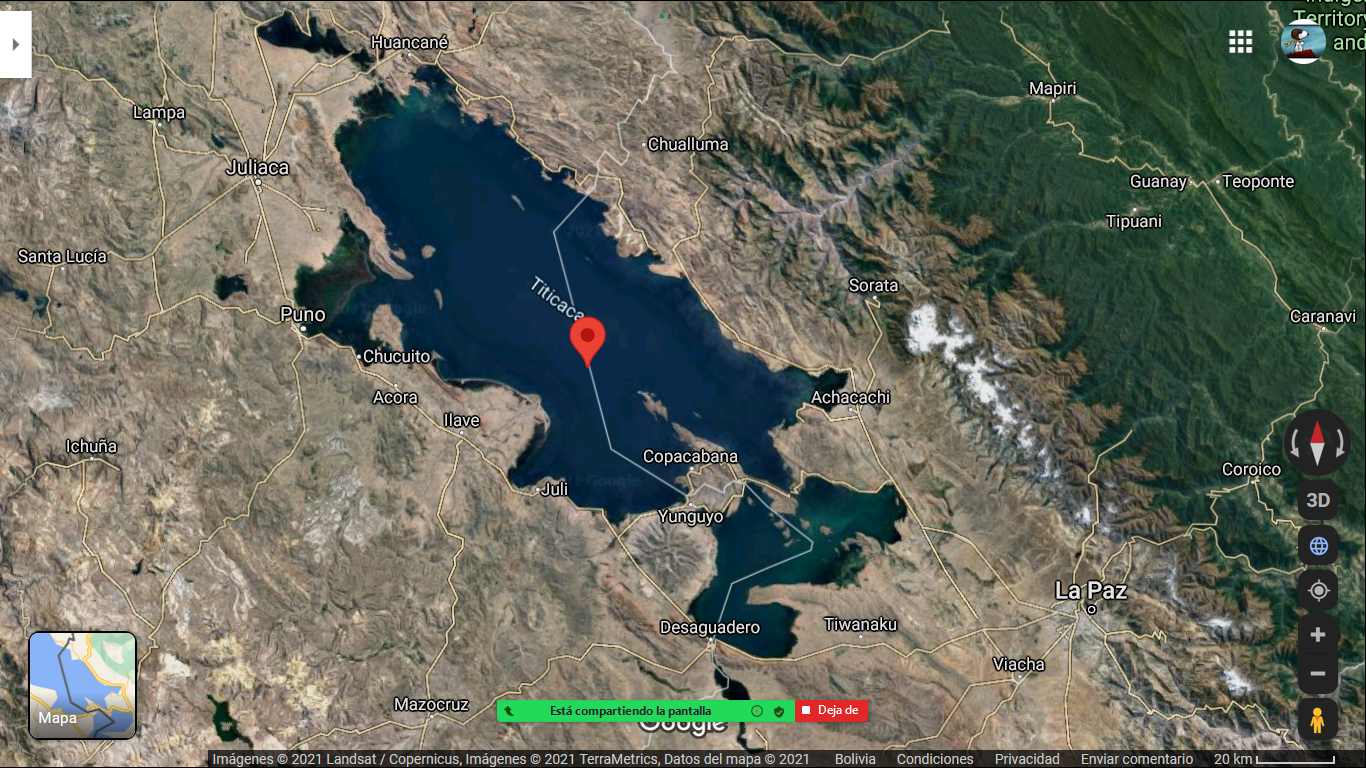 Territory
and
Huancané
Mapiri
Lampa
Chualluma
Juliaca
Guanay
Teoponte
Tipuani
Santa Lucía
Sorata
Titicaca
Puno
Caranavi
Chucuito
Acora
Achacachi
Ilave
Ichuña
Copacabana
Coroico
Juli
3D
Yunguyo
La Paz
Desaguadero
Tiwanaku
Viacha
Mazocruz
Mapa
Está compartiendo la pantalla
Deja de
Google
Imágenes © 2021 Landsat / Copernicus, Imágenes © 2021 TerraMetrics, Datos del mapa © 2021 Bolivia Condiciones Privacidad Enviar comentario 20 km